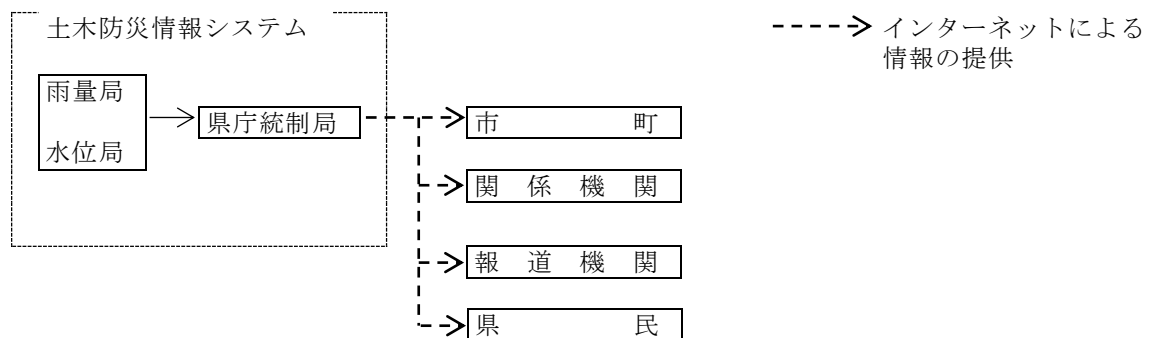 土木防災情報システム
インターネットによる
情報の提供
雨量局
水位局
県庁統制局
市町
関係機関
報道機関
県民